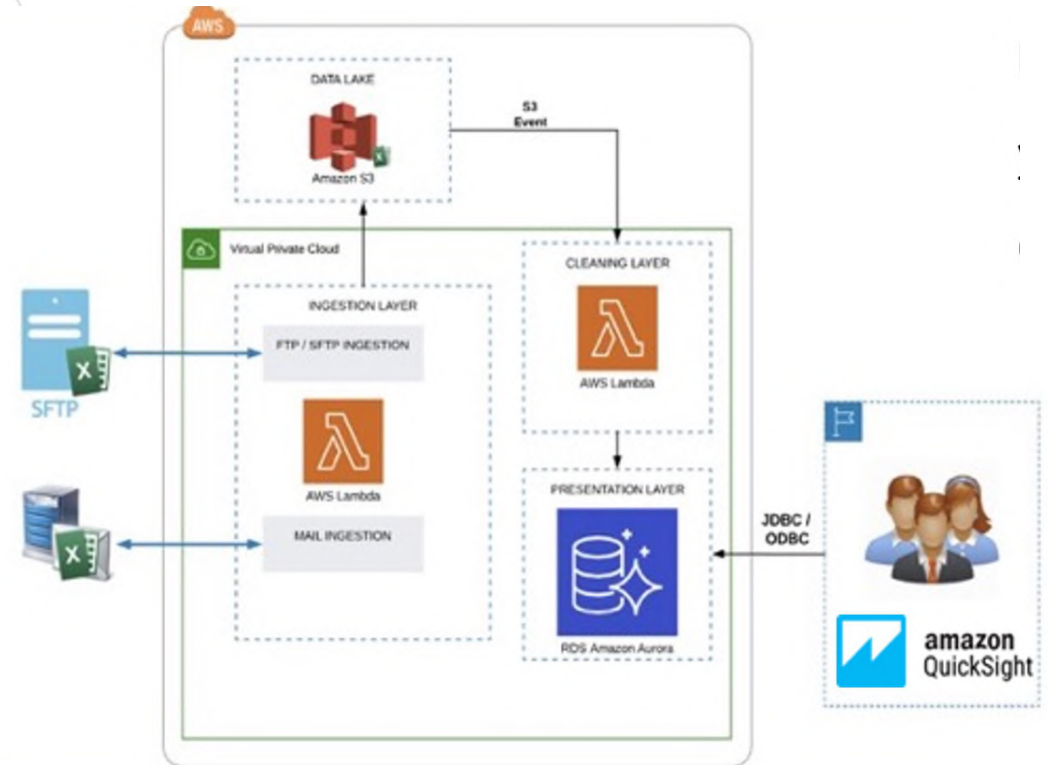 AWS
DATA LAKE
Amazon S3
S3
Event
Virtual Private Cloud
INGESTION LAYER
FTP / SFTP INGESTION
AWS Lambda
MAIL INGESTION
CLEANING LAYER
AWS Lambda
PRESENTATION LAYER
RDS Amazon Aurora
SFTP
JDBC /
ODBC
amazon
QuickSight